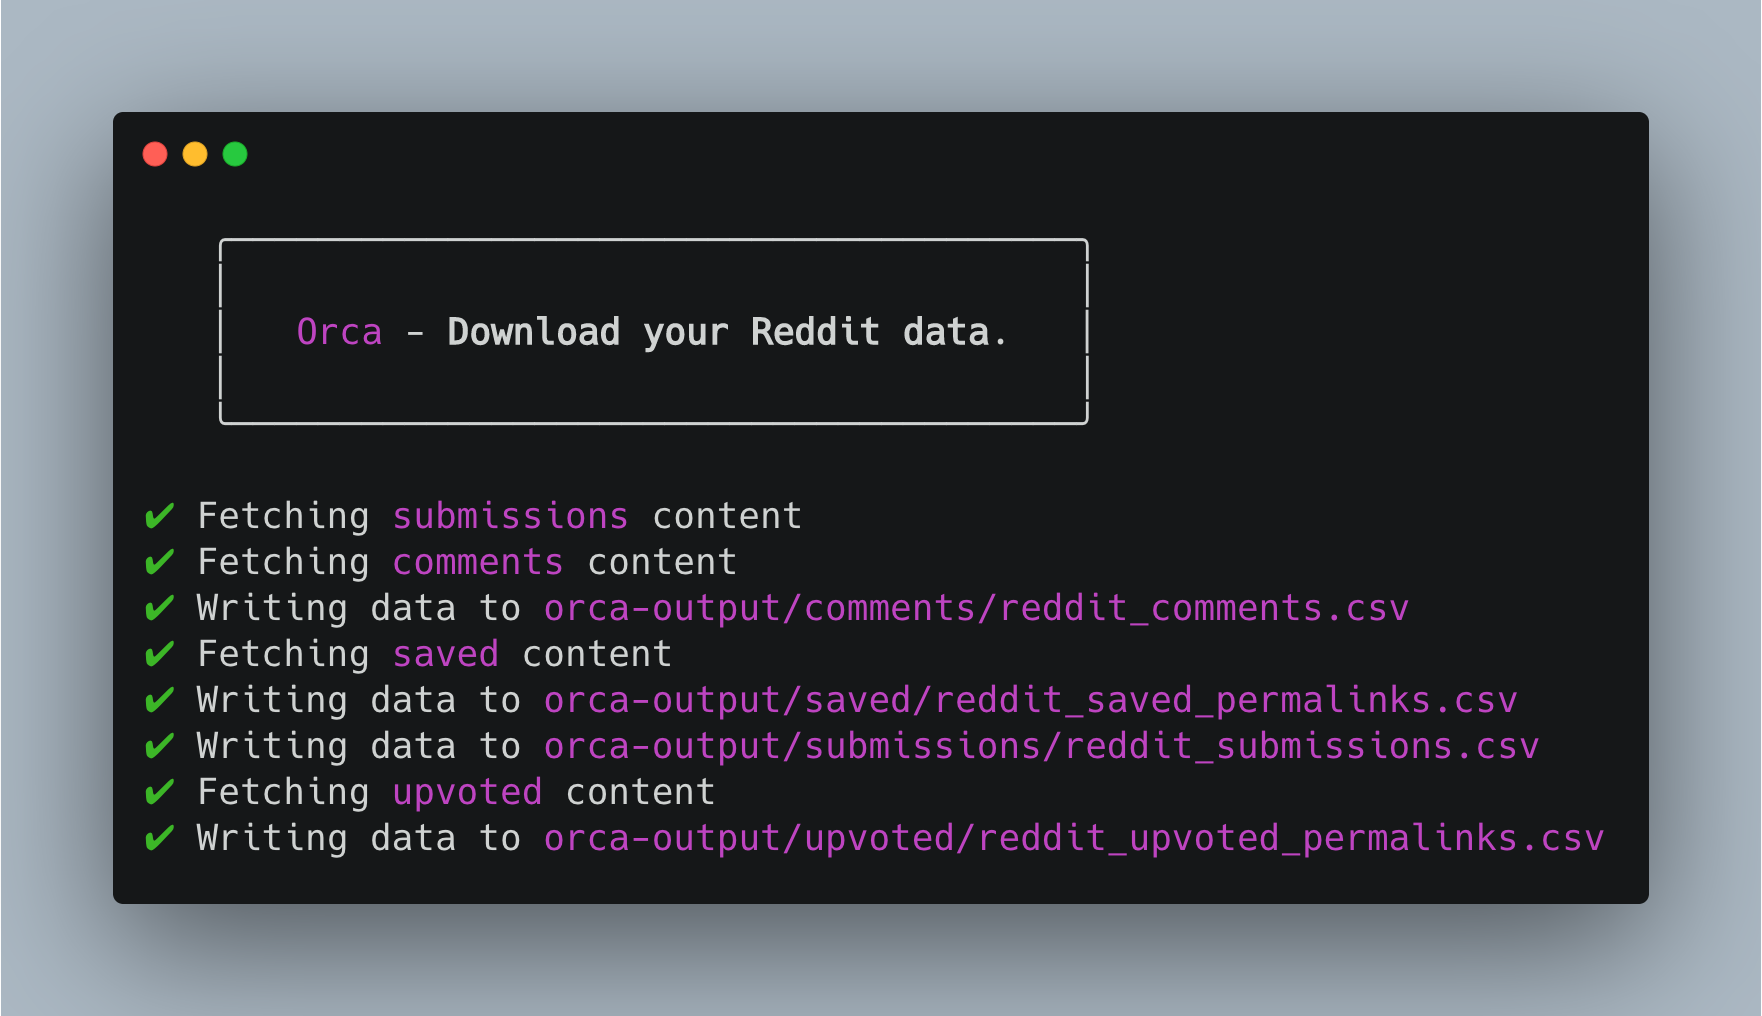 Orca - Download your Reddit data.
✔ Fetching submissions content
✔ Fetching comments content
✔ Writing data to orca-output/comments/reddit_comments.csv
✔ Fetching saved content
✔ Writing data to orca-output/saved/reddit_saved_permalinks.csv
✔ Writing data to orca-output/submissions/reddit_submissions.csv
✔ Fetching upvoted content
✔ Writing data to orca-output/upvoted/reddit_upvoted_permalinks.csv